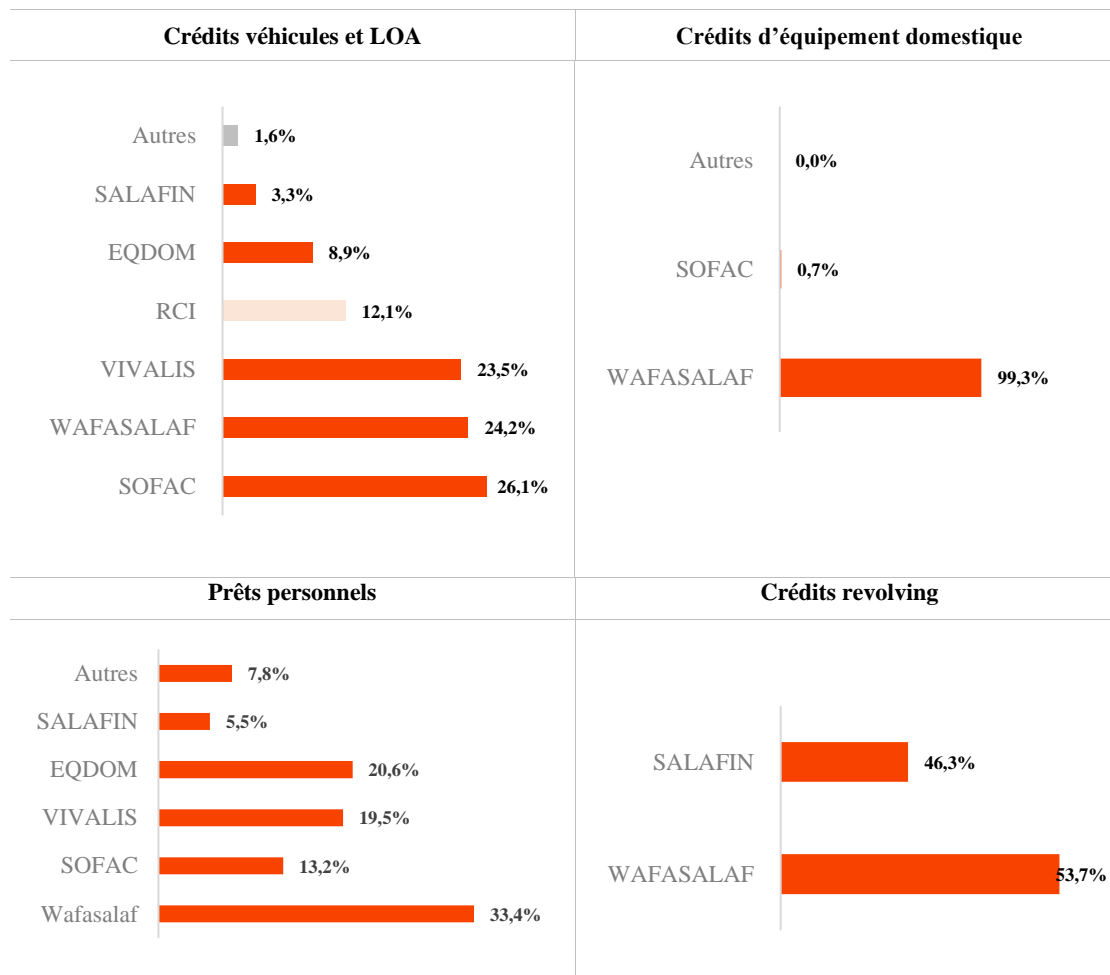 Crédits véhicules et LOA
Autres 1,6%
SALAFIN 3,3%
EQDOM 8,9%
RCI 12,1%
VIVALIS 23,5%
WAFASALAF 24,2%
SOFAC 26,1%
Crédits d’équipement domestique
Autres 0,0%
SOFAC 0,7%
WAFASALAF 99,3%
Prêts personnels
Autres 7,8%
SALAFIN 5,5%
EQDOM 20,6%
VIVALIS 19,5%
SOFAC 13,2%
Wafasalaf 33,4%
Crédits revolving
SALAFIN 46,3%
WAFASALAF 53,7%